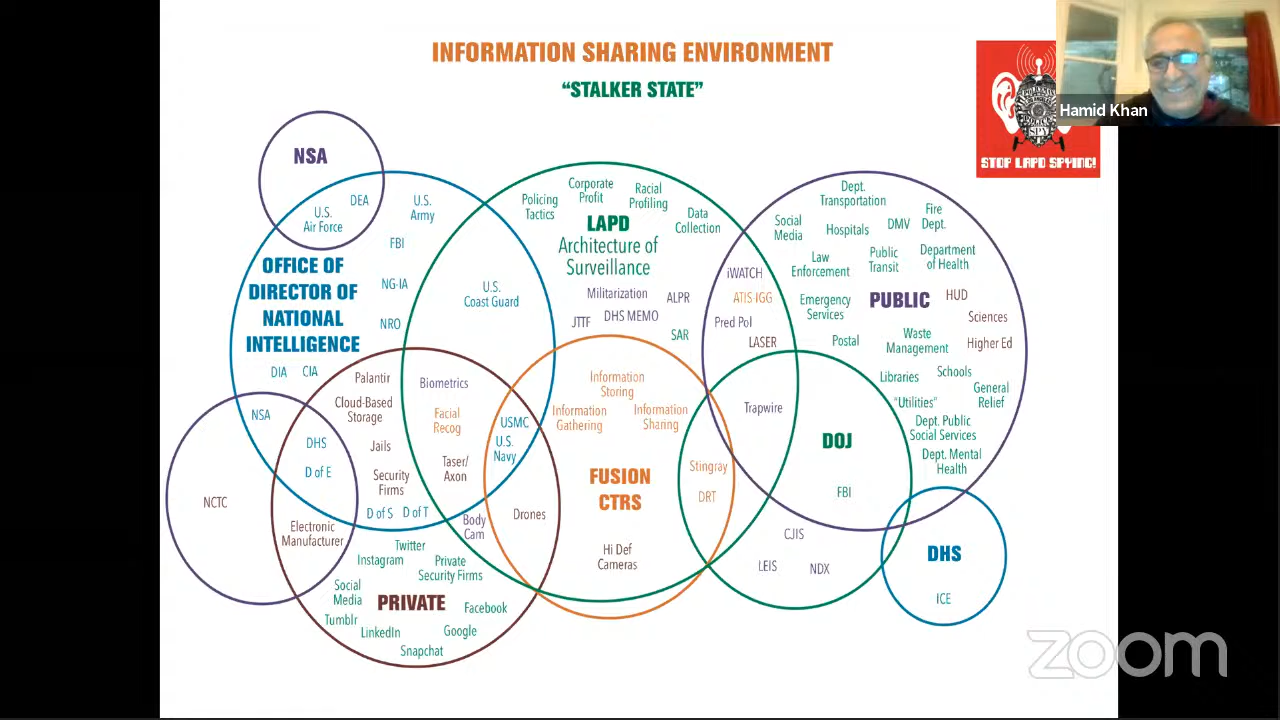 INFORMATION SHARING ENVIRONMENT
“STALKER STATE”
Hamid Khan
STOP LAPD SPYING!
NSA
DEA
U.S.
Air Force
U.S.
Army
FBI
OFFICE OF
DIRECTOR OF
NATIONAL
INTELLIGENCE
NG-IA
NRO
DIA
CIA
U.S.
Coast Guard
Policing
Tactics
Corporate
Profit
Racial
Profiling
Data
Collection
LAPD
Architecture of
Surveillance
Militarization
ALPR
JTTF
DHS MEMO
SAR
iWATCH
ATIS IGG
Pred Pol
LASER
Trapwire
Dept.
Transportation
Social
Media
Hospitals
DMV
Fire
Dept.
Law
Enforcement
Public
Transit
Department
of Health
Emergency
Services
PUBLIC
HUD
Sciences
Postal
Waste
Management
Higher Ed
Libraries
Schools
General
Relief
“Utilities”
Dept. Public
Social Services
Dept. Mental
Health
NSA
DHS
D of E
NCTC
Electronic
Manufacturer
Palantir
Cloud-Based
Storage
Jails
Security
Firms
D of S
D of T
Biometrics
Facial
Recog
Taser/
Axon
Body
Cam
USMC
U.S.
Navy
Drones
Information
Storing
Information
Gathering
Information
Sharing
FUSION
CTRS
Hi Def
Cameras
Stingray
DRT
DOJ
FBI
CJIS
LEIS
NDX
DHS
ICE
Twitter
Instagram
Private
Security Firms
Social
Media
PRIVATE
Facebook
Tumblr
LinkedIn
Google
Snapchat
zoom